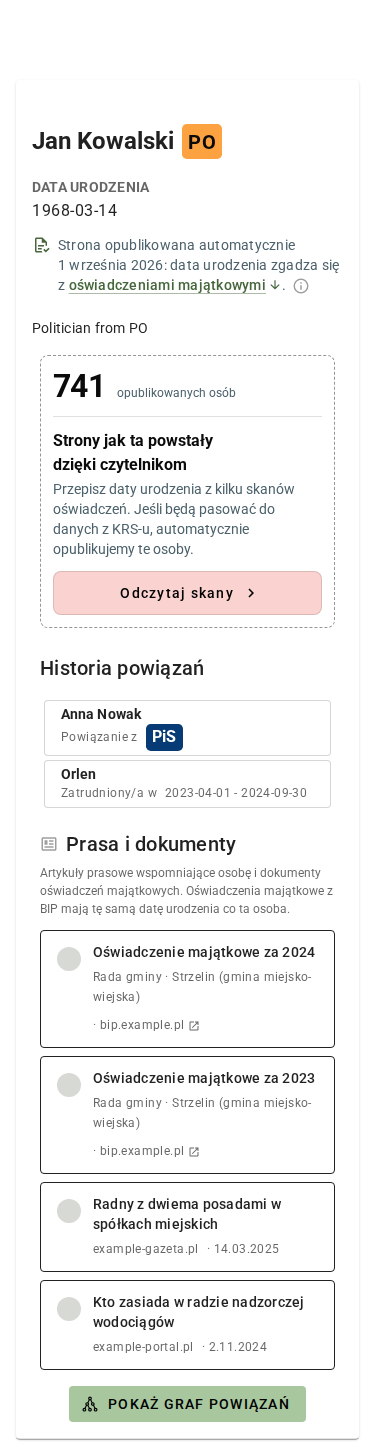 Jan Kowalski PO
DATA URODZENIA
1968-03-14
Strona opublikowana automatycznie
1 września 2026: data urodzenia zgadza się
z oświadczeniami majątkowymi ↓.
Politician from PO
741 opublikowanych osób
Strony jak ta powstały
dzięki czytelnikom
Przepisz daty urodzenia z kilku skanów
oświadczeń. Jeśli będą pasować do
danych z KRS-u, automatycznie
opublikujemy te osoby.
Odczytaj skany
Historia powiązań
Anna Nowak
Powiązanie z PiS
Orlen
Zatrudniony/a w 2023-04-01 - 2024-09-30
Prasa i dokumenty
Artykuły prasowe wspominające osobę i dokumenty
oświadczeń majątkowych. Oświadczenia majątkowe z
BIP mają tę samą datę urodzenia co ta osoba.
Oświadczenie majątkowe za 2024
Rada gminy · Strzelin (gmina miejsko-
wiejska)
· bip.example.pl
Oświadczenie majątkowe za 2023
Rada gminy · Strzelin (gmina miejsko-
wiejska)
· bip.example.pl
Radny z dwiema posadami w
spółkach miejskich
example-gazeta.pl · 14.03.2025
Kto zasiada w radzie nadzorczej
wodociągów
example-portal.pl · 2.11.2024
POKAŻ GRAF POWIĄZAŃ